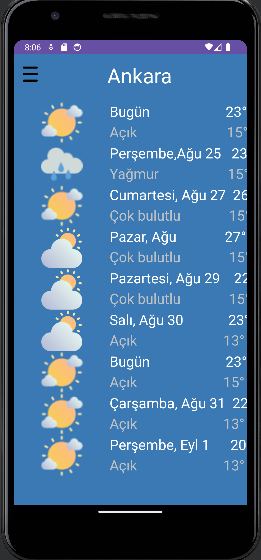 8:06
Ankara
Bugün 23°
Açık 15°
Perşembe,Ağu 25 23
Yağmur 15°
Cumartesi, Ağu 27 26
Çok bulutlu 15°
Pazar, Ağu 27°
Çok bulutlu 15°
Pazartesi, Ağu 29 22
Çok bulutlu 15°
Salı, Ağu 30 23°
Açık 13°
Bugün 23°
Açık 15°
Çarşamba, Ağu 31 22
Açık 13°
Perşembe, Eyl 1 20
Açık 13°